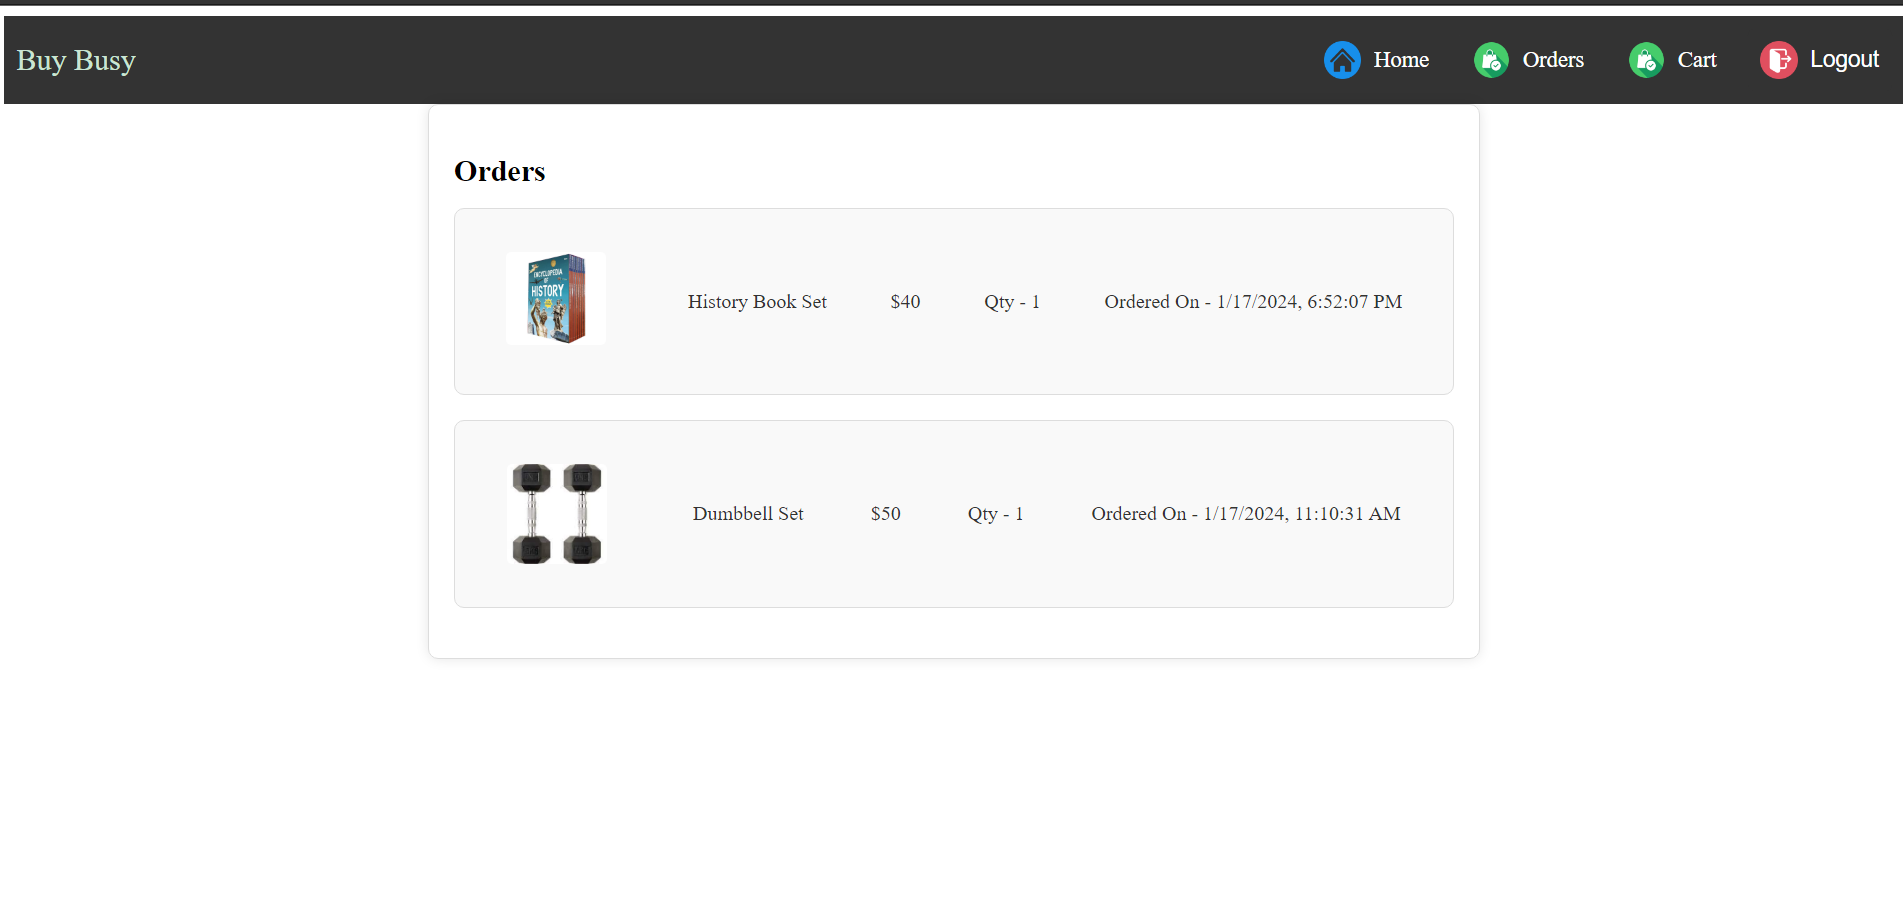 Buy Busy
Home
Orders
Cart
Logout
Orders
ENCYCLOPEDIA
OF
HISTORY
History Book Set
$40
Qty - 1
Ordered On - 1/17/2024, 6:52:07 PM
Dumbbell Set
$50
Qty - 1
Ordered On - 1/17/2024, 11:10:31 AM